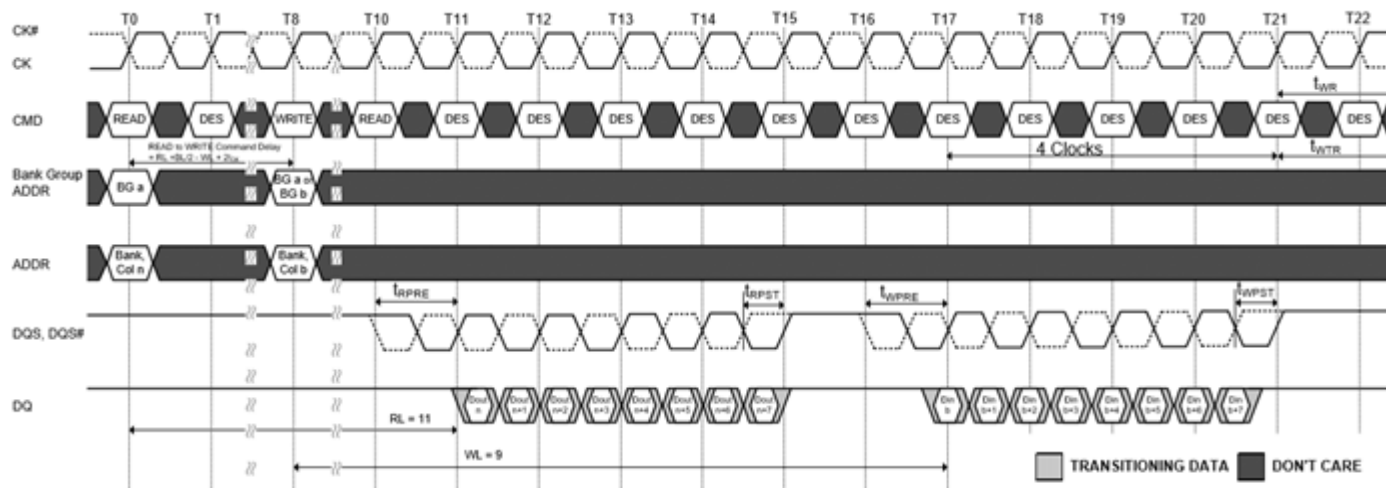 T0 T1 T8 T10 T11 T12 T13 T14 T15 T16 T17 T18 T19 T20 T21 T22
CK#
CK
tWR
CMD READ DES WRITE READ DES DES DES DES DES DES DES DES DES DES DES DES
READ to WRITE Command Delay
= RL +BL/2 - WL + 2tCK
4 Clocks
tWTR
Bank Group
ADDR
BG a
BG a or
BG b
ADDR
Bank,
Col n
Bank,
Col b
tRPRE tRPST tWPRE tWPST
DQS, DQS#
DQ
Dout
n
Dout
n+1
Dout
n+2
Dout
n+3
Dout
n+4
Dout
n+5
Dout
n+6
Dout
n+7
Din
b
Din
b+1
Din
b+2
Din
b+3
Din
b+4
Din
b+5
Din
b+6
Din
b+7
RL = 11
WL = 9
TRANSITIONING DATA DON'T CARE